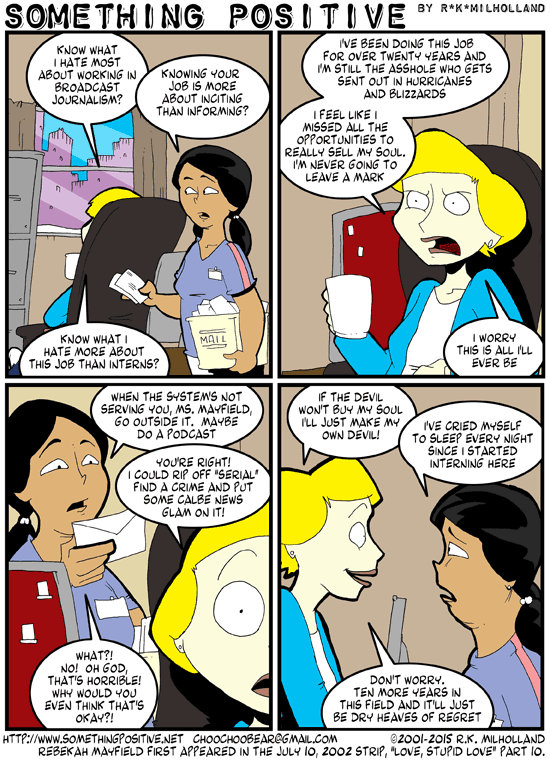 SOMETHING POSITIVE BY R*K*MILHOLLAND
KNOW WHAT
I HATE MOST
ABOUT WORKING IN
BROADCAST
JOURNALISM?
KNOWING YOUR
JOB IS MORE
ABOUT INCITING
THAN INFORMING?
MAIL
KNOW WHAT I
HATE MORE ABOUT
THIS JOB THAN INTERNS?
I'VE BEEN DOING THIS JOB
FOR OVER TWENTY YEARS AND
I'M STILL THE ASSHOLE WHO GETS
SENT OUT IN HURRICANES
AND BLIZZARDS
I FEEL LIKE I
MISSED ALL THE
OPPORTUNITIES TO
REALLY SELL MY SOUL.
I'M NEVER GOING TO
LEAVE A MARK
I WORRY
THIS IS ALL I'LL
EVER BE
WHEN THE SYSTEM'S NOT
SERVING YOU, MS. MAYFIELD,
GO OUTSIDE IT. MAYBE
DO A PODCAST
YOU'RE RIGHT!
I COULD RIP OFF "SERIAL"
FIND A CRIME AND PUT
SOME CALBE NEWS
GLAM ON IT!
WHAT?!
NO! OH GOD,
THAT'S HORRIBLE!
WHY WOULD YOU
EVEN THINK THAT'S
OKAY?!
IF THE DEVIL
WON'T BUY MY SOUL
I'LL JUST MAKE MY
OWN DEVIL!
I'VE CRIED MYSELF
TO SLEEP EVERY NIGHT
SINCE I STARTED
INTERNING HERE
DON'T WORRY.
TEN MORE YEARS IN
THIS FIELD AND IT'LL JUST
BE DRY HEAVES OF REGRET
HTTP://WWW.SOMETHINGPOSITIVE.NET CHOOCHOOBEAR@GMAIL.COM ©2001-2015 R.K. MILHOLLAND
REBEKAH MAYFIELD FIRST APPEARED IN THE JULY 10, 2002 STRIP, "LOVE, STUPID LOVE" PART 10.